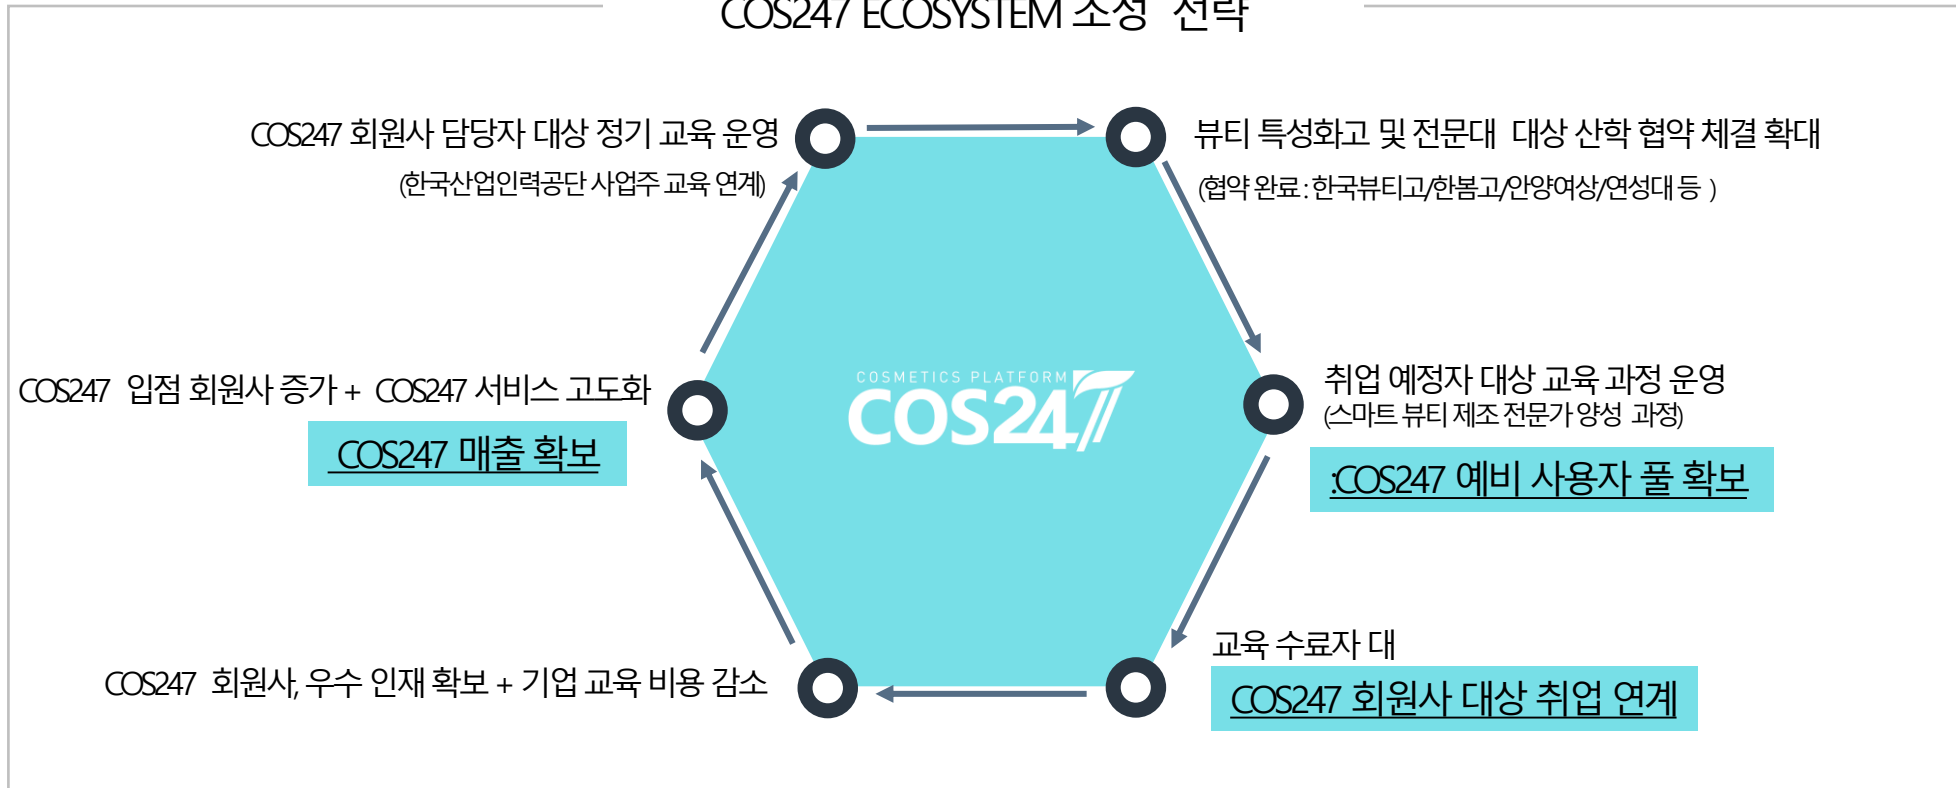 COS247 ECOSYSTEM 조성 전략
COS247 회원사 담당자 대상 정기 교육 운영
(한국산업인력공단 사업주 교육 연계)
뷰티 특성화고 및 전문대 대상 산학 협약 체결 확대
(협약 완료 : 한국뷰티고/한봄고/안양여상/연성대 등 )
취업 예정자 대상 교육 과정 운영
(스마트 뷰티 제조 전문가 양성 과정)
:COS247 예비 사용자 풀 확보
COS247 입점 회원사 증가 + COS247 서비스 고도화
COS247 매출 확보
COSMETICS PLATFORM
COS247
교육 수료자 대
COS247 회원사 대상 취업 연계
COS247 회원사, 우수 인재 확보 + 기업 교육 비용 감소